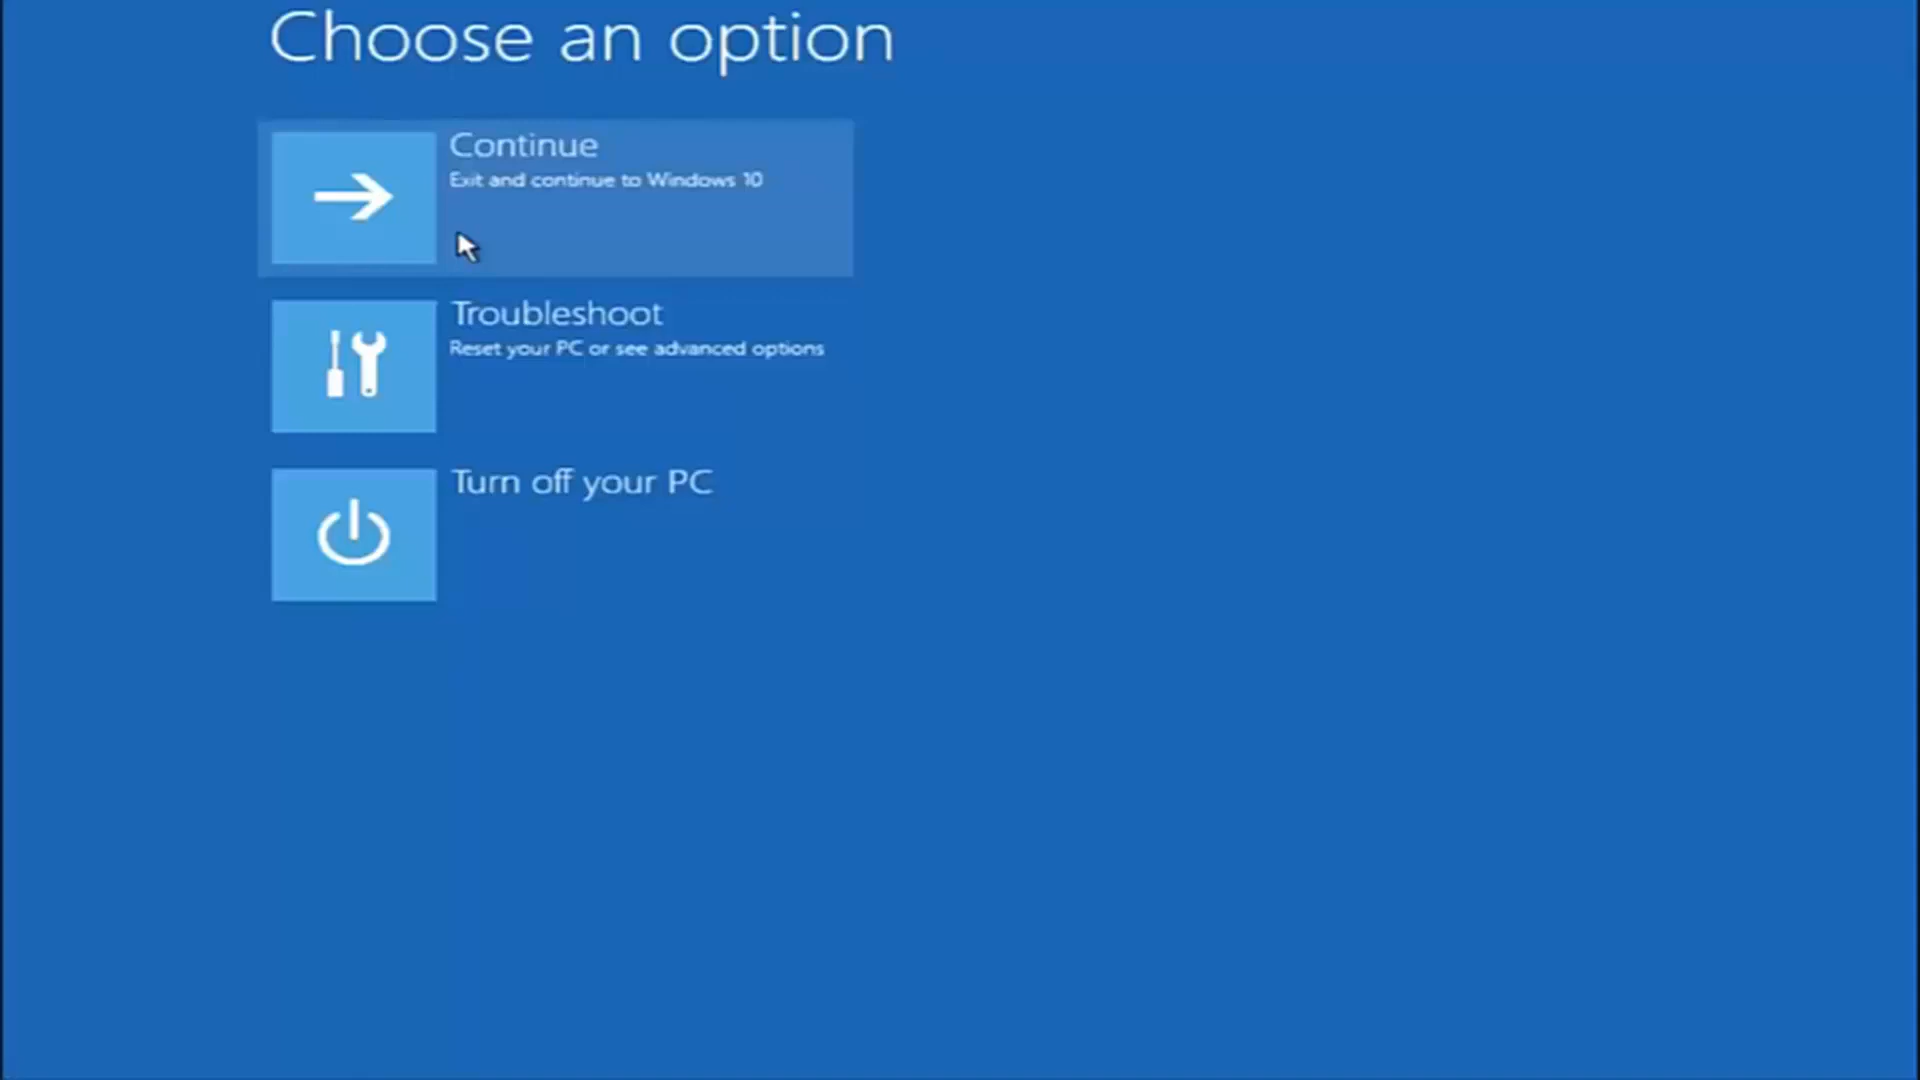 Choose an option
Continue
Exit and continue to Windows 10
Troubleshoot
Reset your PC or see advanced options
Turn off your PC